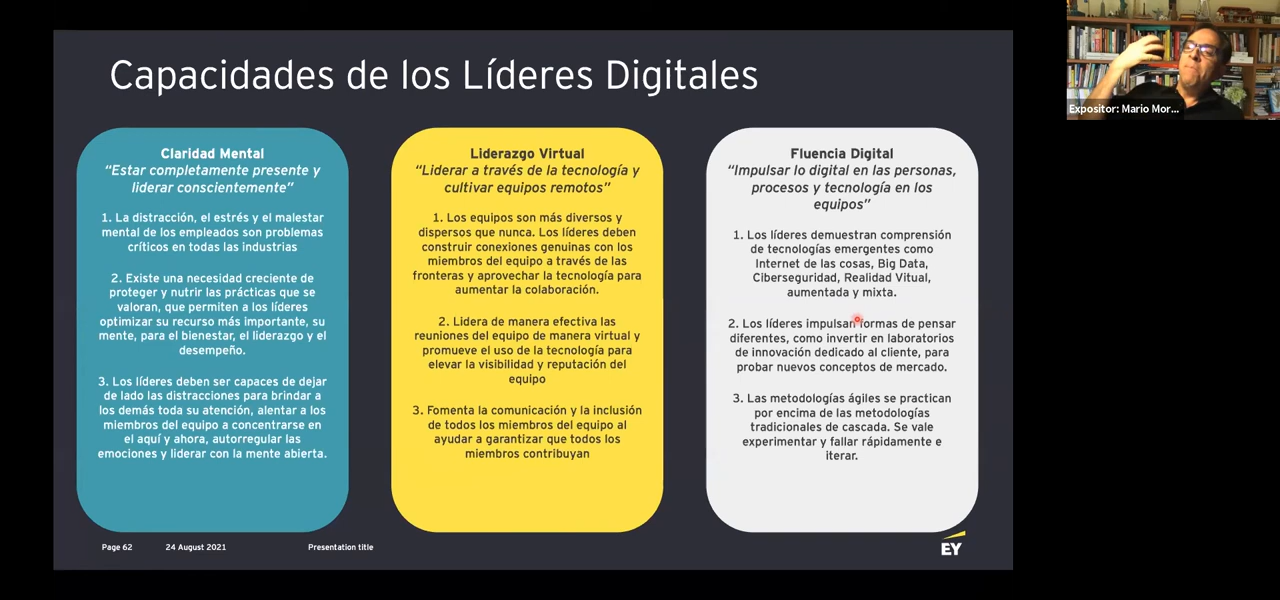 Capacidades de los Líderes Digitales
Claridad Mental
“Estar completamente presente y
liderar conscientemente”
1. La distracción, el estrés y el malestar
mental de los empleados son problemas
críticos en todas las industrias
2. Existe una necesidad creciente de
proteger y nutrir las prácticas que se
valoran, que permiten a los líderes
optimizar su recurso más importante, su
mente, para el bienestar, el liderazgo y el
desempeño.
3. Los líderes deben ser capaces de dejar
de lado las distracciones para brindar a
los demás toda su atención, alentar a los
miembros del equipo a concentrarse en
el aquí y ahora, autorregular las
emociones y liderar con la mente abierta.
Liderazgo Virtual
“Liderar a través de la tecnología y
cultivar equipos remotos”
1. Los equipos son más diversos y
dispersos que nunca. Los líderes deben
construir conexiones genuinas con los
miembros del equipo a través de las
fronteras y aprovechar la tecnología para
aumentar la colaboración.
2. Lidera de manera efectiva las
reuniones del equipo de manera virtual y
promueve el uso de la tecnología para
elevar la visibilidad y reputación del
equipo
3. Fomenta la comunicación y la inclusión
de todos los miembros del equipo al
ayudar a garantizar que todos los
miembros contribuyan
Fluencia Digital
“Impulsar lo digital en las personas,
procesos y tecnología en los
equipos”
1. Los líderes demuestran comprensión
de tecnologías emergentes como
Internet de las cosas, Big Data,
Ciberseguridad, Realidad Vitual,
aumentada y mixta.
2. Los líderes impulsan formas de pensar
diferentes, como invertir en laboratorios
de innovación dedicado al cliente, para
probar nuevos conceptos de mercado.
3. Las metodologías ágiles se practican
por encima de las metodologías
tradicionales de cascada. Se vale
experimentar y fallar rápidamente e
iterar.
Page 62
24 August 2021
Presentation title
EY
Expositor: Mario Mor...